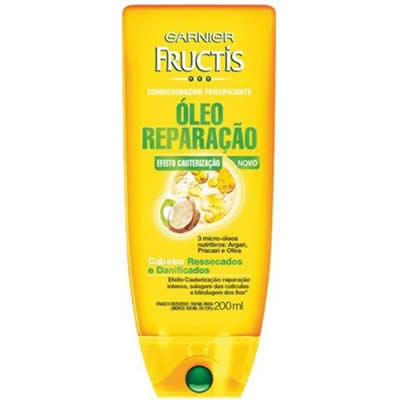 GARNIER
FRUCTIS
CONDICIONADOR FORTIFICANTE
ÓLEO
REPARAÇÃO
EFEITO CAUTERIZAÇÃO NOVO
3 micro-óleos
nutritivos: Argan,
Pracaxi e Oliva
Cabelos Ressecados
e Danificados
Efeito Cauterização: reparação
intensa, selagem das cutículas
e blindagem dos fios*
200ml